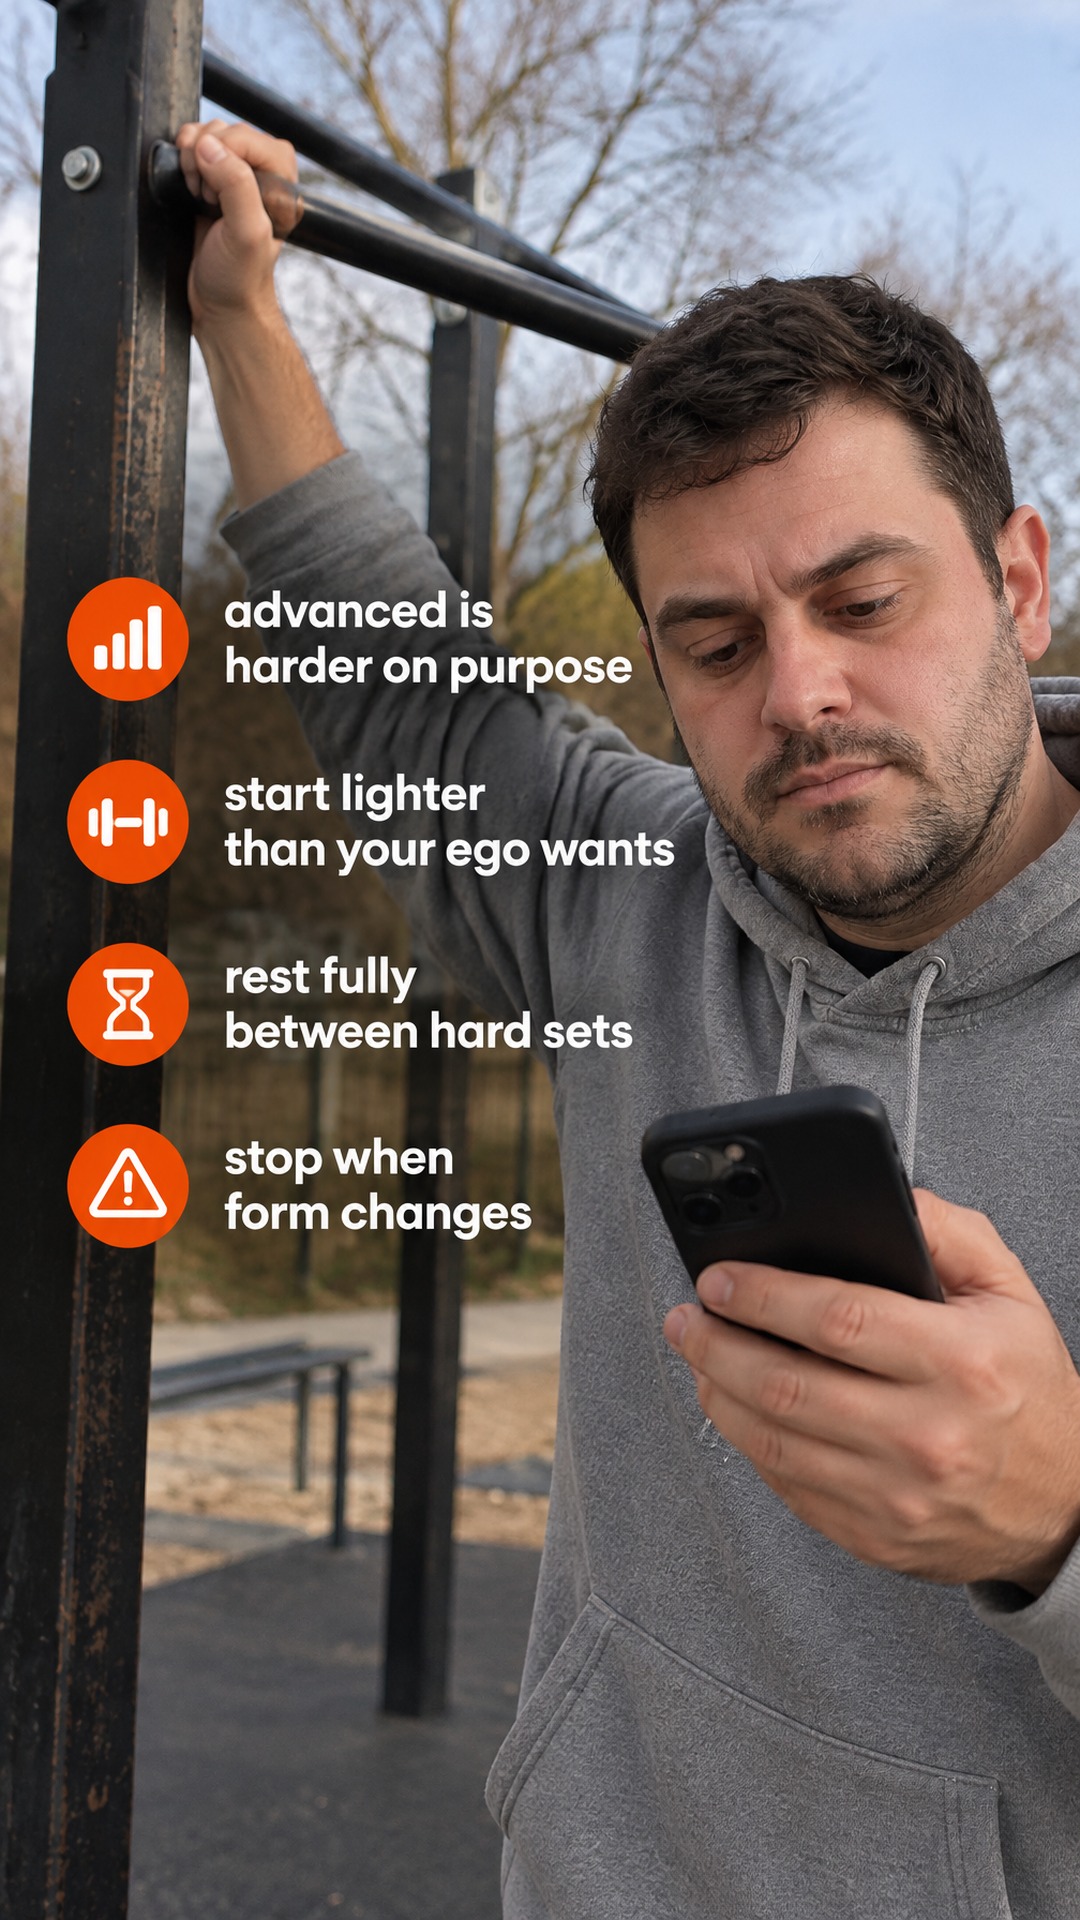 advanced is
harder on purpose
start lighter
than your ego wants
rest fully
between hard sets
stop when
form changes